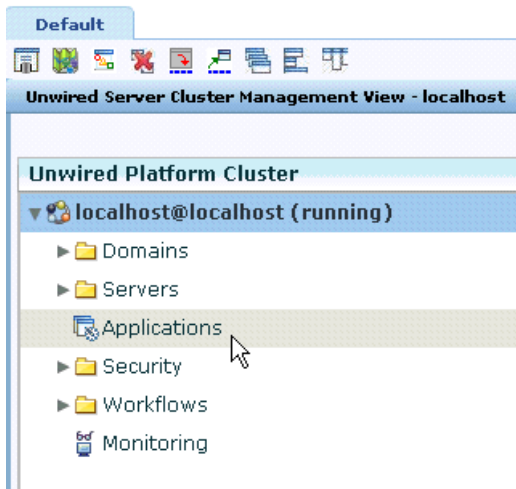 Default
Unwired Server Cluster Management View - localhost
Unwired Platform Cluster
localhost@localhost (running)
Domains
Servers
Applications
Security
Workflows
Monitoring